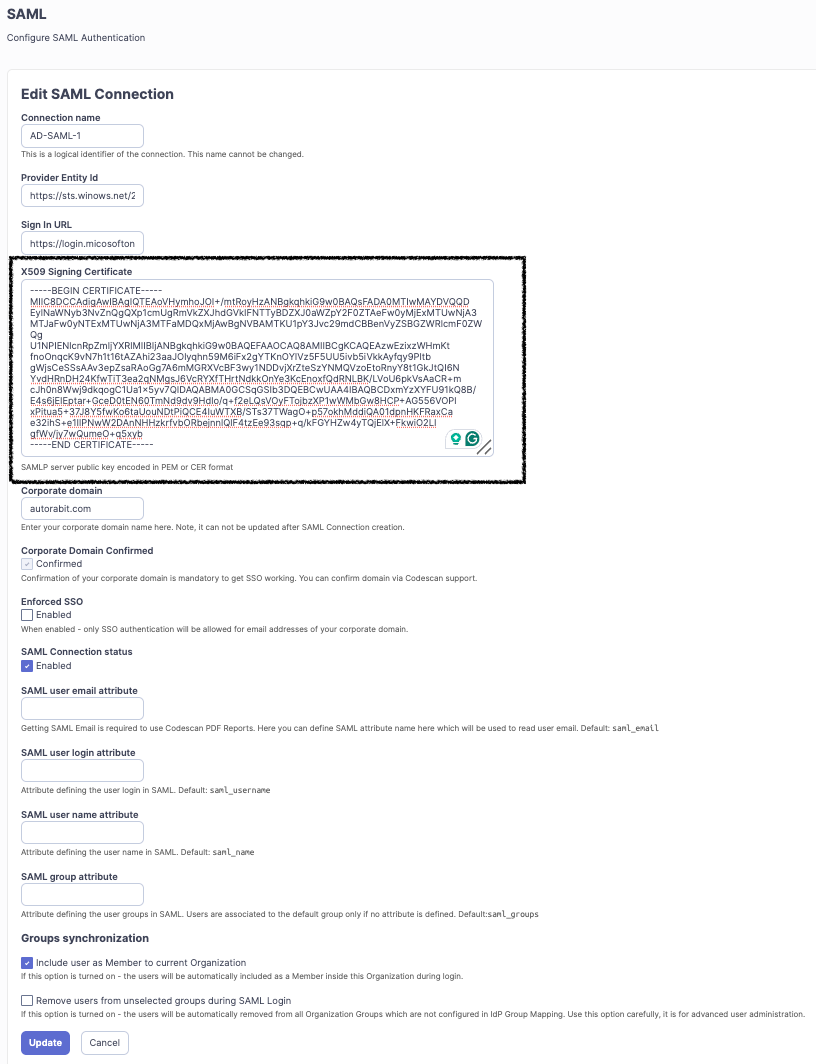 SAML
Configure SAML Authentication
Edit SAML Connection
Connection name
AD-SAML-1
This is a logical identifier of the connection. This name cannot be changed.
Provider Entity Id
https://sts.winows.net/2
Sign In URL
https://login.micosofton
X509 Signing Certificate
-----BEGIN CERTIFICATE-----
MIIC8DCCAdigAwIBAgIQTEAoVHymhoJOI+/mtRoyHzANBgkqhkiG9w0BAQsFADA0MTIwMAYDVQQD
EylNaWNyb3NvZnQgQXp1cmUgRmVkZXJhdGVkIFNTTyBDZXJ0aWZpY2F0ZTAeFw0yMjExMTUwNjA3
MTJaFw0yNTExMTUwNjA3MTFaMDQxMjAwBgNVBAMTKU1pY3Jvc29mdCBBenVyZSBGZWRlcmF0ZW
Qg
U1NPIENlcnRpZmljYXRlMIIBIjANBgkqhkiG9w0BAQEFAAOCAQ8AMIIBCgKCAQEAzwEzixzWHmKt
fnoOnqcK9vN7h1t16tAZAhi23aaJOlyqhn59M6iFx2gYTKnOYIVz5F5UU5ivb5iVkkAyfqy9PItb
gWjsCeSSsAAv3epZsaRAoGg7A6mMGRXVcBF3wy1NDDvjXrZteSzYNMQVzoEtoRnyY8t1GkJtQI6N
YvdHRnDH24KfwTiT3ea2qNMgsJ6VcRYXfTHrtNdkkOnYe3KcEnoxfQdRNLBK/LVoU6pkVsAaCR+m
cJh0n8Wwj9dkqogC1Ua1x5yv7QIDAQABMA0GCSqGSIb3DQEBCwUAA4IBAQBCDxmYzXYFU91kQ8B/
E4s6jElEptar+GceD0tEN60TmNd9dv9Hdlo/q+f2eLQsVOyFTojbzXP1wWMbGw8HCP+AG556VOPl
xPitua5+37J8Y5fwKo6taUouNDtPiQCE4IuWTXB/STs37TWagO+p57okhMddiQA01dpnHKFRaxCa
e32ihS+e1IlPNwW2DAnNHHzkrfvbORbejnnIQIF4tzEe93sqp+q/kFGYHZw4yTQjElX+FkwiO2LI
gfWv/jy7wQumeO+q5xyb
-----END CERTIFICATE-----
SAMLP server public key encoded in PEM or CER format
Corporate domain
autorabit.com
Enter your corporate domain name here. Note, it can not be updated after SAML Connection creation.
Corporate Domain Confirmed
Confirmed
Confirmation of your corporate domain is mandatory to get SSO working. You can confirm domain via Codescan support.
Enforced SSO
Enabled
When enabled - only SSO authentication will be allowed for email addresses of your corporate domain.
SAML Connection status
Enabled
SAML user email attribute
Getting SAML Email is required to use Codescan PDF Reports. Here you can define SAML attribute name here which will be used to read user email. Default: saml_email
SAML user login attribute
Attribute defining the user login in SAML. Default: saml_username
SAML user name attribute
Attribute defining the user name in SAML. Default: saml_name
SAML group attribute
Attribute defining the user groups in SAML. Users are associated to the default group only if no attribute is defined. Default:saml_groups
Groups synchronization
Include user as Member to current Organization
If this option is turned on - the users will be automatically included as a Member inside this Organization during login.
Remove users from unselected groups during SAML Login
If this option is turned on - the users will be automatically removed from all Organization Groups which are not configured in IdP Group Mapping. Use this option carefully, it is for advanced user administration.
Update
Cancel